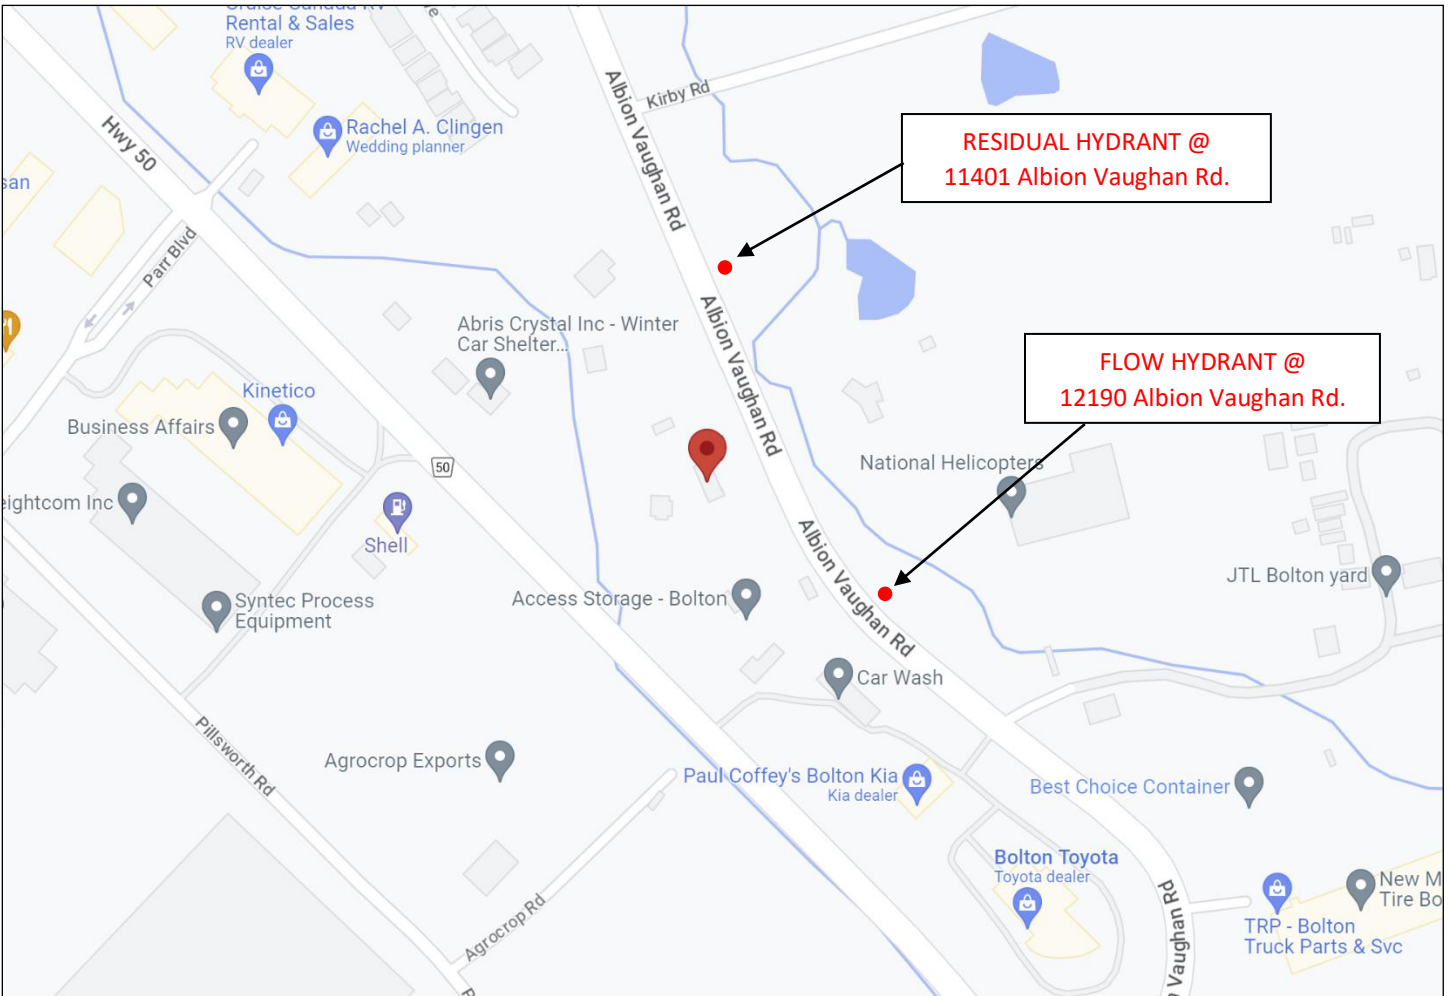 Cruise Canada RV
Rental & Sales
RV dealer
Rachel A. Clingen
Wedding planner
Hwy 50
Albion Vaughan Rd
Kirby Rd
RESIDUAL HYDRANT @
11401 Albion Vaughan Rd.
san
Parr Blvd
Albion Vaughan Rd
Abris Crystal Inc - Winter
Car Shelter...
FLOW HYDRANT @
12190 Albion Vaughan Rd.
Kinetico
Business Affairs
50
National Helicopters
eightcom Inc
Shell
Albion Vaughan Rd
JTL Bolton yard
Syntec Process
Equipment
Access Storage - Bolton
Car Wash
Pillsworth Rd
Agrocrop Exports
Paul Coffey's Bolton Kia
Kia dealer
Best Choice Container
Bolton Toyota
Toyota dealer
Agrocrop Rd
Vaughan Rd
New M
Tire Bo
TRP - Bolton
Truck Parts & Svc